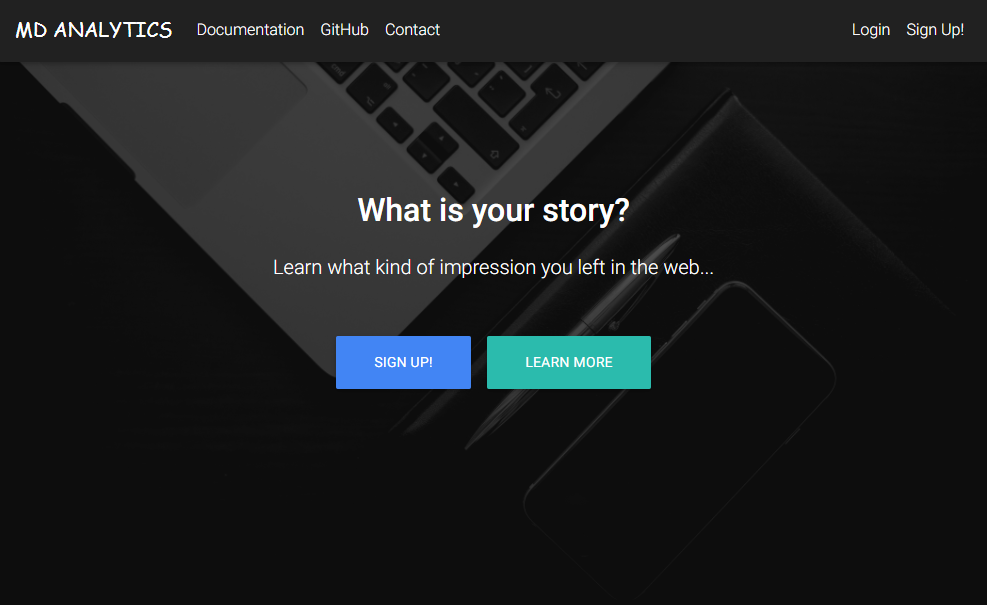 MD ANALYTICS Documentation GitHub Contact Login Sign Up!
What is your story?
Learn what kind of impression you left in the web...
SIGN UP! LEARN MORE